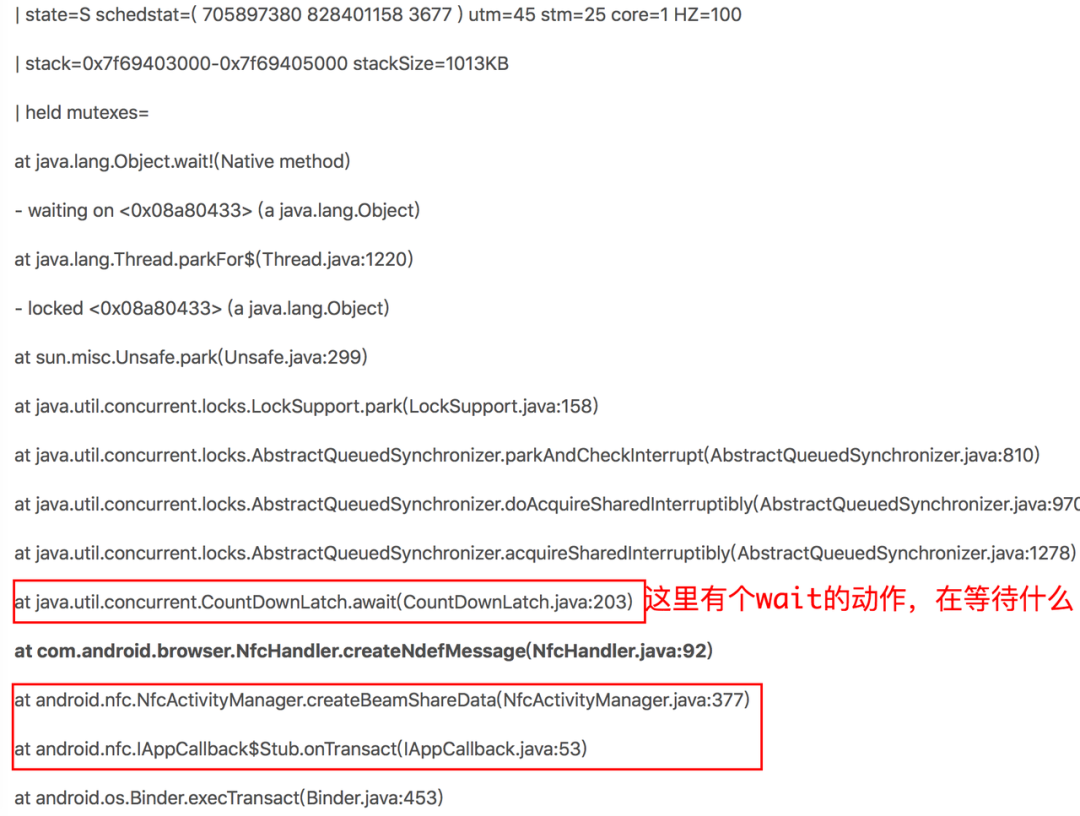 | state=S schedstat=( 705897380 828401158 3677 ) utm=45 stm=25 core=1 HZ=100
| stack=0x7f69403000-0x7f69405000 stackSize=1013KB
| held mutexes=
at java.lang.Object.wait!(Native method)
- waiting on <0x08a80433> (a java.lang.Object)
at java.lang.Thread.parkFor$(Thread.java:1220)
- locked <0x08a80433> (a java.lang.Object)
at sun.misc.Unsafe.park(Unsafe.java:299)
at java.util.concurrent.locks.LockSupport.park(LockSupport.java:158)
at java.util.concurrent.locks.AbstractQueuedSynchronizer.parkAndCheckInterrupt(AbstractQueuedSynchronizer.java:810)
at java.util.concurrent.locks.AbstractQueuedSynchronizer.doAcquireSharedInterruptibly(AbstractQueuedSynchronizer.java:970
at java.util.concurrent.locks.AbstractQueuedSynchronizer.acquireSharedInterruptibly(AbstractQueuedSynchronizer.java:1278)
at java.util.concurrent.CountDownLatch.await(CountDownLatch.java:203) 这里有个wait的动作，在等待什么
at com.android.browser.NfcHandler.createNdefMessage(NfcHandler.java:92)
at android.nfc.NfcActivityManager.createBeamShareData(NfcActivityManager.java:377)
at android.nfc.IAppCallback$Stub.onTransact(IAppCallback.java:53)
at android.os.Binder.execTransact(Binder.java:453)